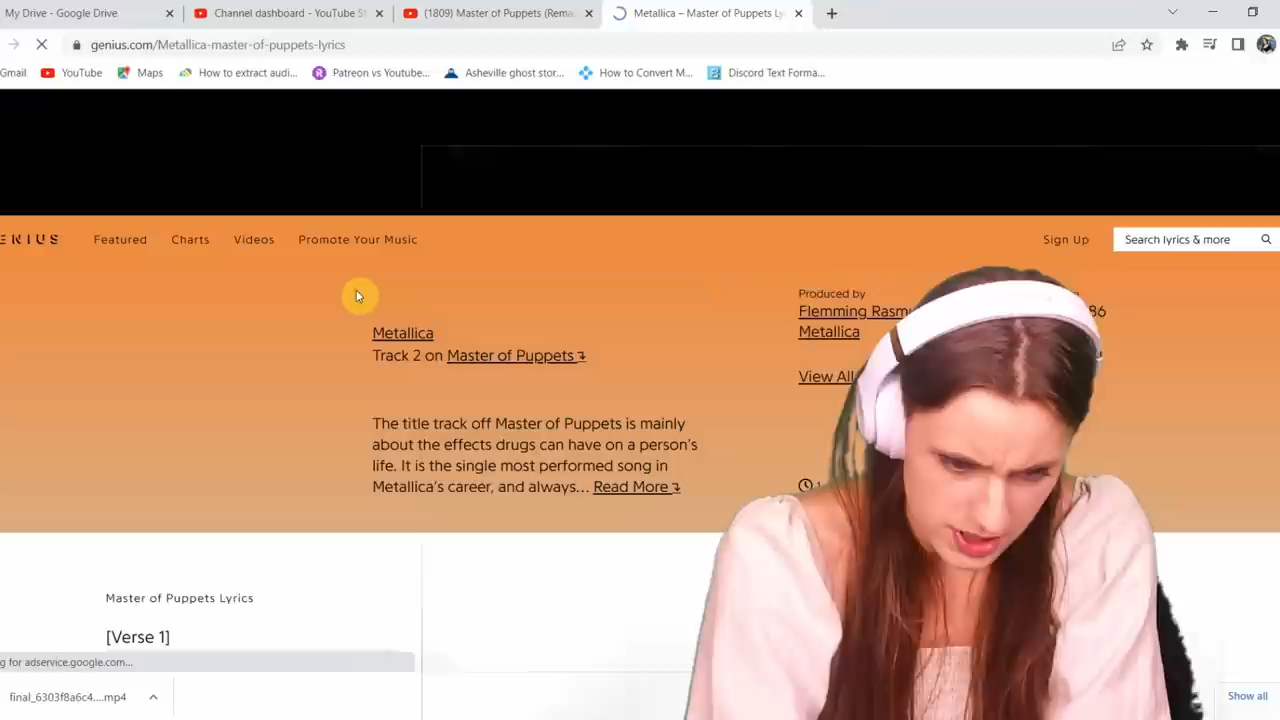 My Drive - Google Drive
Channel dashboard - YouTube St
(1809) Master of Puppets (Rema
Metallica – Master of Puppets Ly
genius.com/Metallica-master-of-puppets-lyrics
Gmail YouTube Maps How to extract audi... Patreon vs Youtube... Asheville ghost stor... How to Convert M... Discord Text Forma...
ENIUS Featured Charts Videos Promote Your Music Sign Up Search lyrics & more
Produced by
Flemming Rasmu 86
Metallica
Metallica
Track 2 on Master of Puppets
View All
The title track off Master of Puppets is mainly
about the effects drugs can have on a person's
life. It is the single most performed song in
Metallica's career, and always... Read More
1
Master of Puppets Lyrics
[Verse 1]
g for adservice.google.com...
final_6303f8a6c4....mp4
Show all